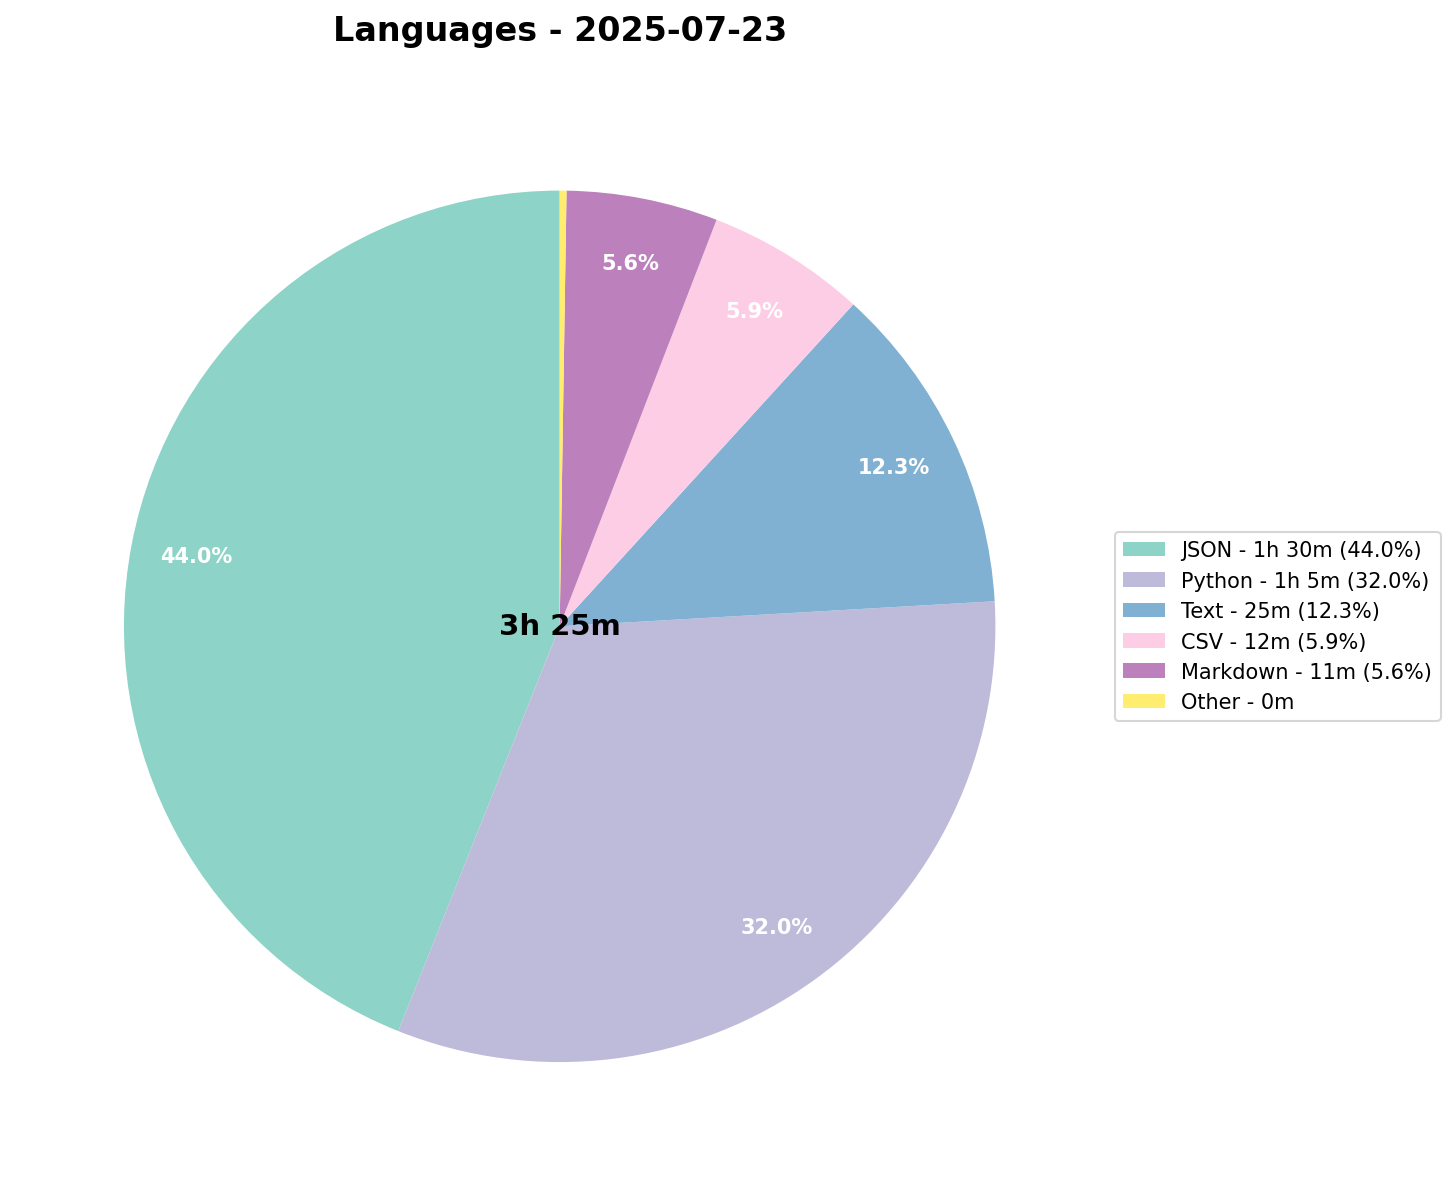 Languages - 2025-07-23
5.6%
5.9%
12.3%
44.0%
3h 25m
32.0%
JSON - 1h 30m (44.0%)
Python - 1h 5m (32.0%)
Text - 25m (12.3%)
CSV - 12m (5.9%)
Markdown - 11m (5.6%)
Other - 0m